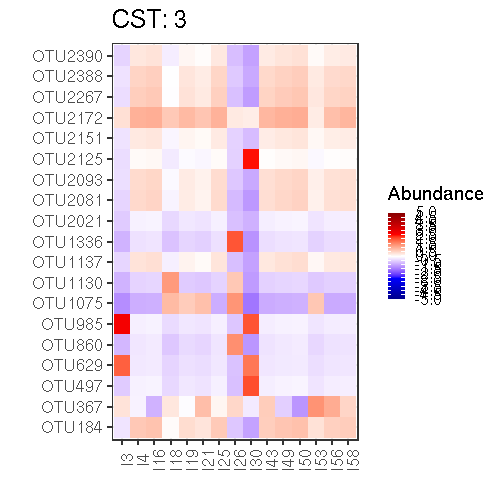 CST: 3
OTU2390
OTU2388
OTU2267
OTU2172
OTU2151
OTU2125
OTU2093
OTU2081
OTU2021
OTU1336
OTU1137
OTU1130
OTU1075
OTU985
OTU860
OTU629
OTU497
OTU367
OTU184
I3
I4
I16
I18
I19
I21
I25
I26
I30
I43
I49
I50
I53
I56
I58
Abundance